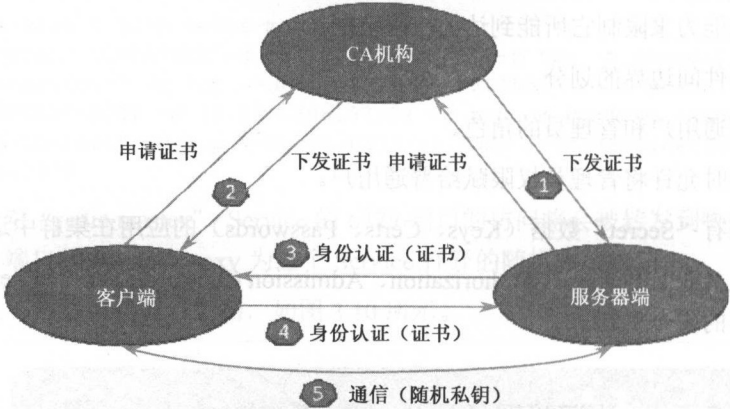 CA机构
申请证书
下发证书
申请证书
下发证书
2
1
3 身份认证（证书）
客户端
服务器端
4 身份认证（证书）
5 通信（随机私钥）